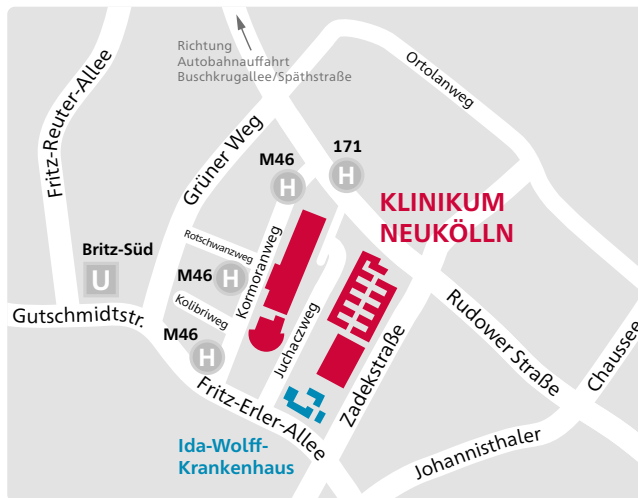 Richtung
Autobahnauffahrt
Buschkrugallee/Späthstraße
Fritz-Reuter-Allee
Ortolanweg
Grüner Weg
171
M46
H
H
KLINIKUM
NEUKÖLLN
Rotschwanzweg
Britz-Süd
U
M46
H
Kormoranweg
Kolibriweg
Gutschmidtstr.
M46
H
Juchaczweg
Rudower Straße
Zadekstraße
Fritz-Erler-Allee
Chaussee
Johannisthaler
Ida-Wolff-
Krankenhaus